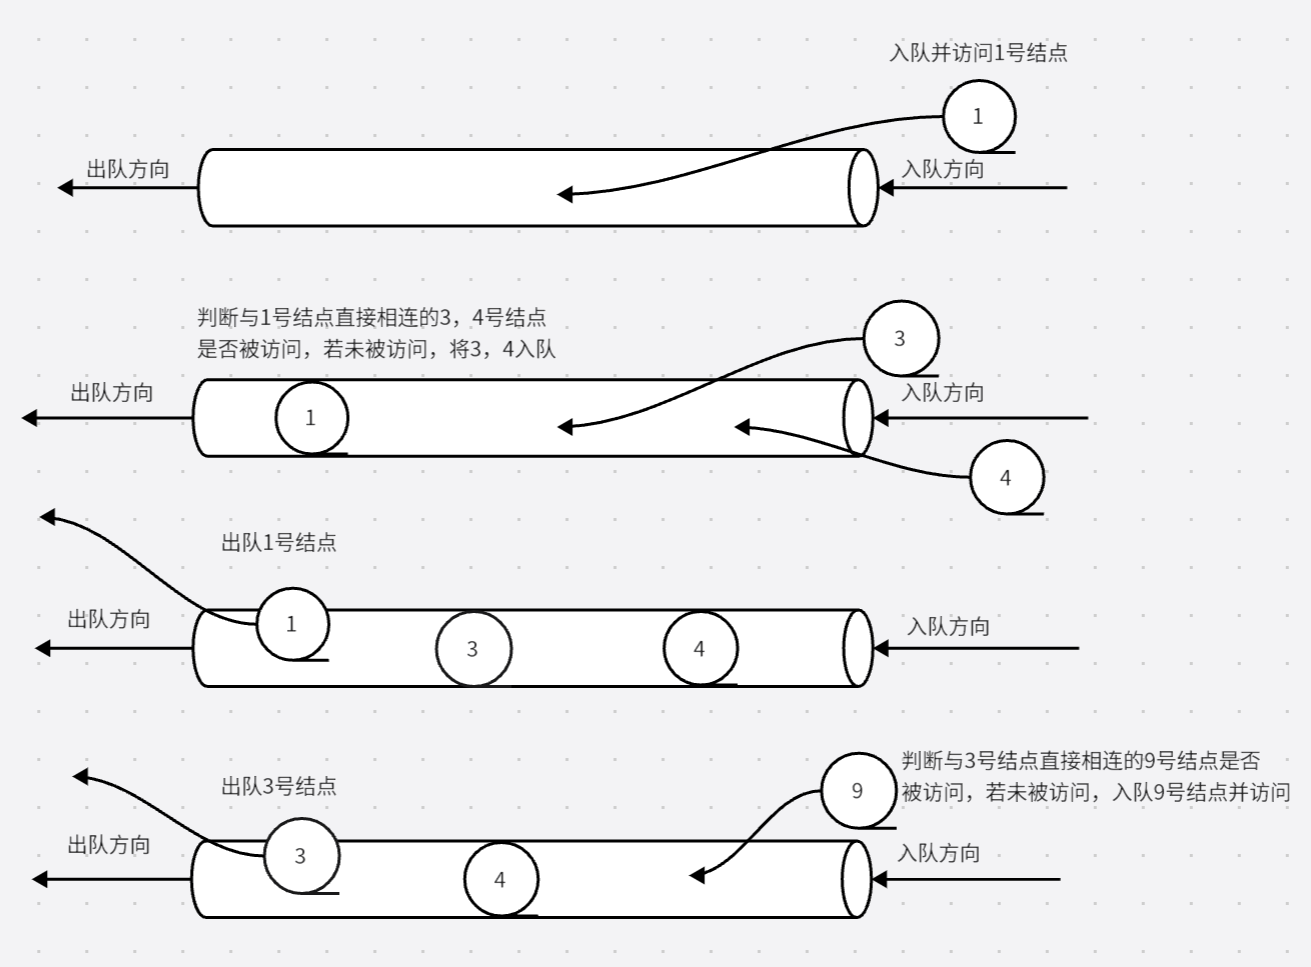 入队并访问1号结点
1
出队方向
入队方向
判断与1号结点直接相连的3，4号结点
是否被访问，若未被访问，将3，4入队
3
出队方向
入队方向
1
4
出队1号结点
出队方向
1
3
4
入队方向
判断与3号结点直接相连的9号结点是否
被访问，若未被访问，入队9号结点并访问
出队3号结点
9
出队方向
3
4
入队方向